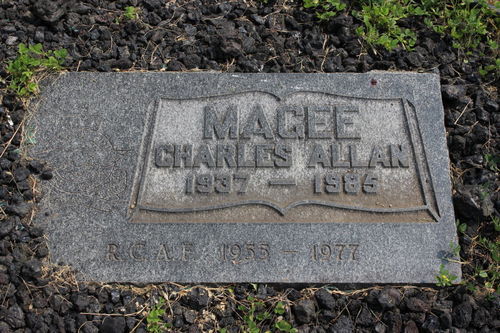 MAGEE
CHARLES ALLAN
1937 — 1985
R.C.A.F. 1955 — 1977